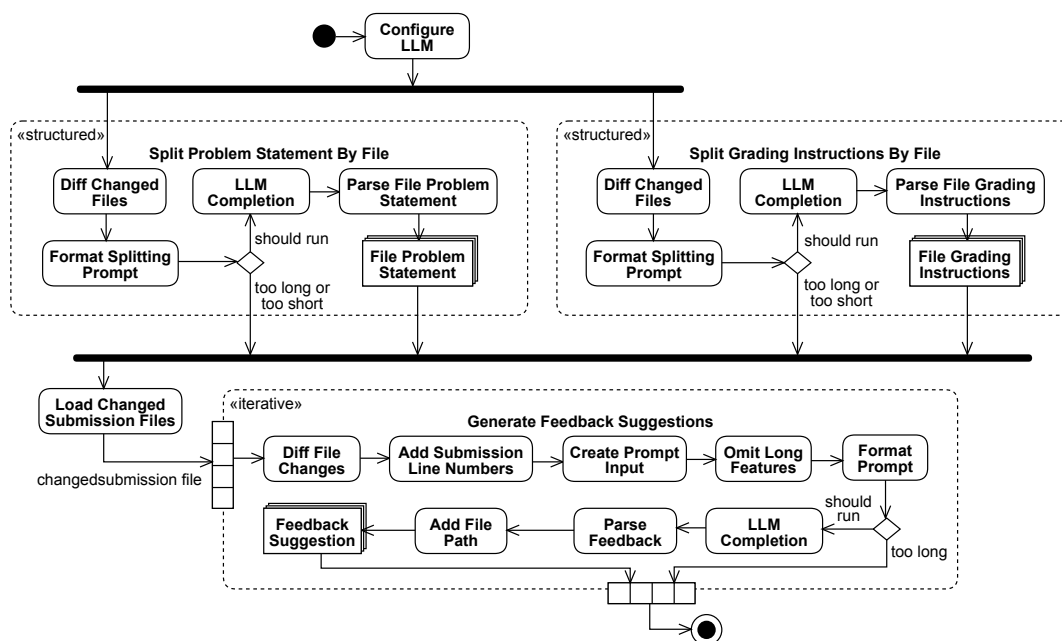 Configure
LLM
«structured»
Split Problem Statement By File
Diff Changed
Files
LLM
Completion
Parse File Problem
Statement
Format Splitting
Prompt
should run
File Problem
Statement
too long or
too short
«structured»
Split Grading Instructions By File
Diff Changed
Files
LLM
Completion
Parse File Grading
Instructions
Format Splitting
Prompt
should run
File Grading
Instructions
too long or
too short
Load Changed
Submission Files
changedsubmission file
«iterative»
Generate Feedback Suggestions
Diff File
Changes
Add Submission
Line Numbers
Create Prompt
Input
Omit Long
Features
Format
Prompt
should
run
too long
LLM
Completion
Parse
Feedback
Add File
Path
Feedback
Suggestion